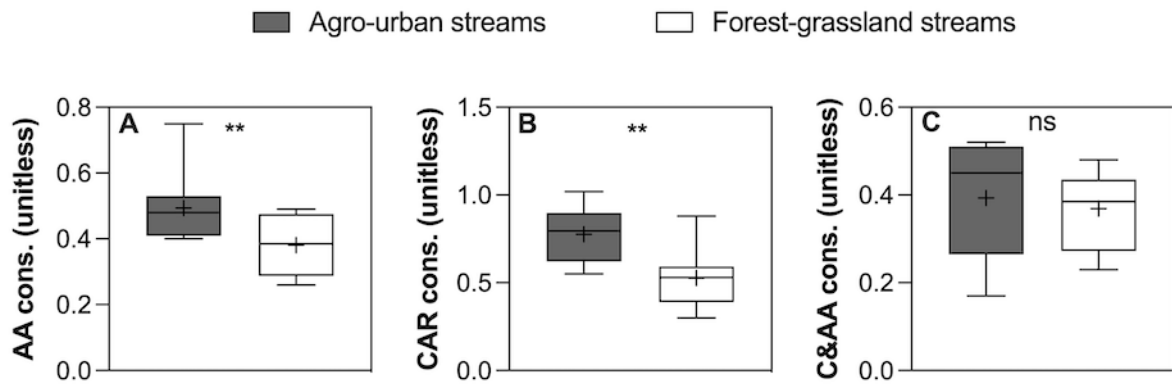 Agro-urban streams Forest-grassland streams
A
**
AA cons. (unitless)
0.8
0.6
0.4
0.2
0.0
B
**
CAR cons. (unitless)
1.5
1.0
0.5
0.0
C
ns
C&AA cons. (unitless)
0.6
0.4
0.2
0.0